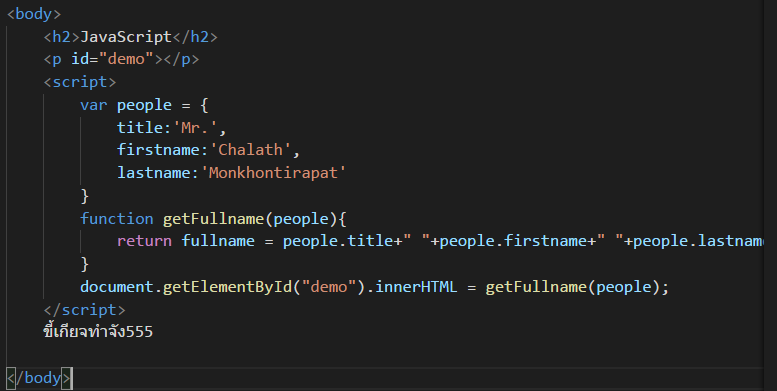 <body>
<h2>JavaScript</h2>
<p id="demo"></p>
<script>
var people = {
title:'Mr.',
firstname:'Chalath',
lastname:'Monkhontirapat'
}
function getFullname(people){
return fullname = people.title+" "+people.firstname+" "+people.lastname
}
document.getElementById("demo").innerHTML = getFullname(people);
</script>
ขี้เกียจทำจัง555
</body>